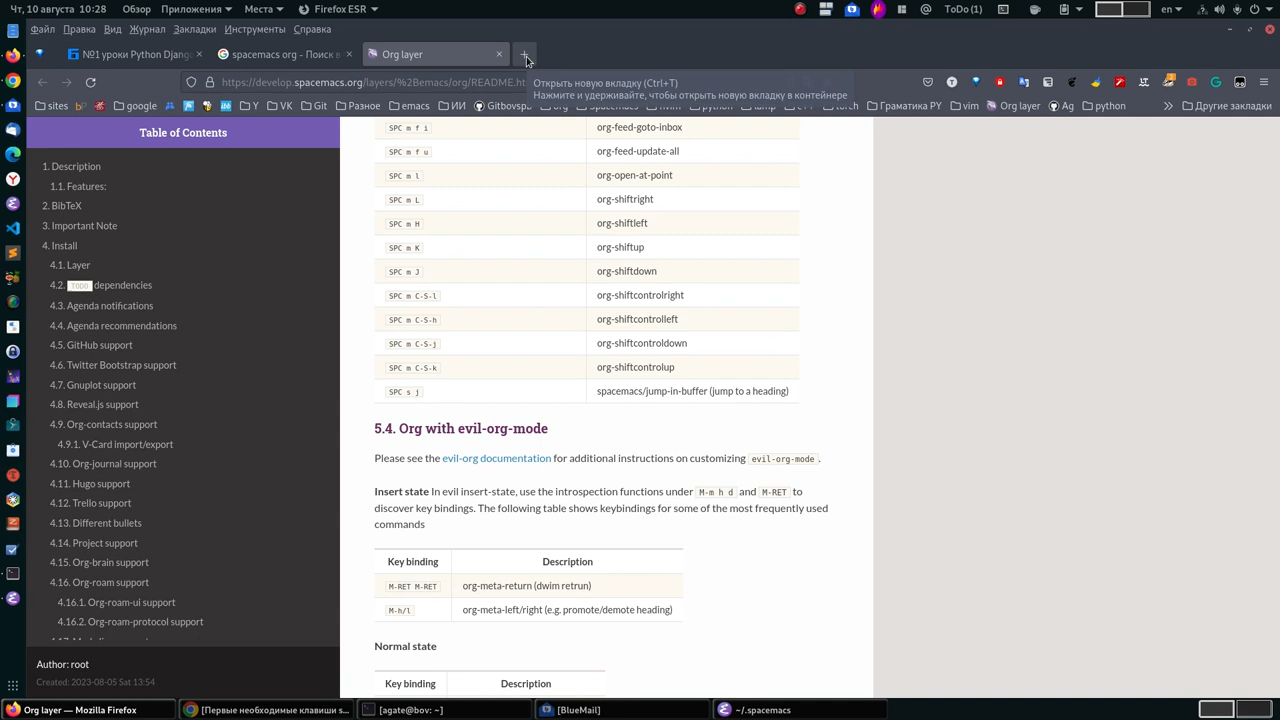 Чт, 10 августа 10:28 Обзор Приложения Места Firefox ESR ToDo(1) en
Файл Правка Вид Журнал Закладки Инструменты Справка
№1 уроки Python Djang spacemacs org - Поиск в Org layer
https://develop.spacemacs.org/layers/%2Bemacs/org/README.ht
Открыть новую вкладку (Ctrl+T)
Нажмите и удерживайте, чтобы открыть новую вкладку в контейнере
sites bp google Y VK Git emacs ИИ Gitbovspb Граматика PY vim Org layer Ag python Другие закладки
Table of Contents
1. Description
1.1. Features:
2. BibTeX
3. Important Note
4. Install
4.1. Layer
4.2. TODO dependencies
4.3. Agenda notifications
4.4. Agenda recommendations
4.5. GitHub support
4.6. Twitter Bootstrap support
4.7. Gnuplot support
4.8. Reveal.js support
4.9. Org-contacts support
4.9.1. V-Card import/export
4.10. Org-journal support
4.11. Hugo support
4.12. Trello support
4.13. Different bullets
4.14. Project support
4.15. Org-brain support
4.16. Org-roam support
4.16.1. Org-roam-ui support
4.16.2. Org-roam-protocol support
Author: root
Created: 2023-08-05 Sat 13:54
SPC m f i org-feed-goto-inbox
SPC m f u org-feed-update-all
SPC m l org-open-at-point
SPC m L org-shiftright
SPC m H org-shiftleft
SPC m K org-shiftup
SPC m J org-shiftdown
SPC m C-S-l org-shiftcontrolright
SPC m C-S-h org-shiftcontrolleft
SPC m C-S-j org-shiftcontroldown
SPC m C-S-k org-shiftcontrolup
SPC s j spacemacs/jump-in-buffer (jump to a heading)
5.4. Org with evil-org-mode
Please see the evil-org documentation for additional instructions on customizing evil-org-mode.
Insert state In evil insert-state, use the introspection functions under M-m h d and M-RET to
discover key bindings. The following table shows keybindings for some of the most frequently used
commands
Key binding Description
M-RET M-RET org-meta-return (dwim retrun)
M-h/l org-meta-left/right (e.g. promote/demote heading)
Normal state
Key binding Description
Org layer — Mozilla Firefox [Первые необходимые клавиши s... [agate@bov: ~] [BlueMail] ~/.spacemacs